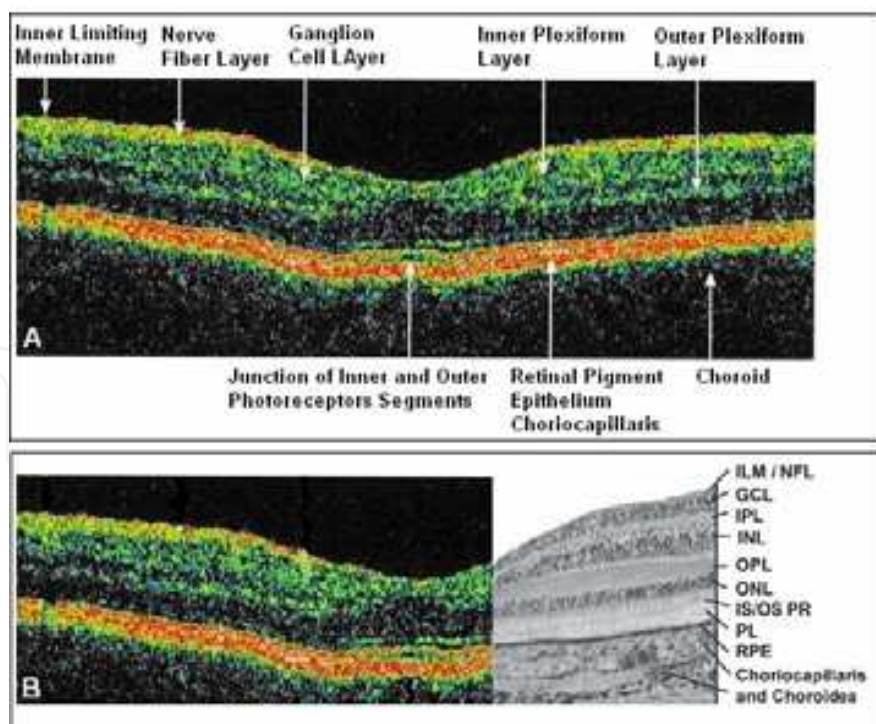 Inner Limiting
Membrane
Nerve
Fiber Layer
Ganglion
Cell LAyer
Inner Plexiform
Layer
Outer Plexiform
Layer
A
Junction of Inner and Outer
Photoreceptors Segments
Retinal Pigment
Epithelium
Choriocapillaris
Choroid
B
ILM / NFL
GCL
IPL
INL
OPL
ONL
IS/OS PR
PL
RPE
Choriocapillaris
and Choroidea